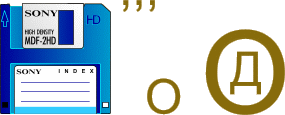 ,,,
SONY
HD
HIGH DENSITY
MDF-2HD
SONY INDEX
О
О
Д